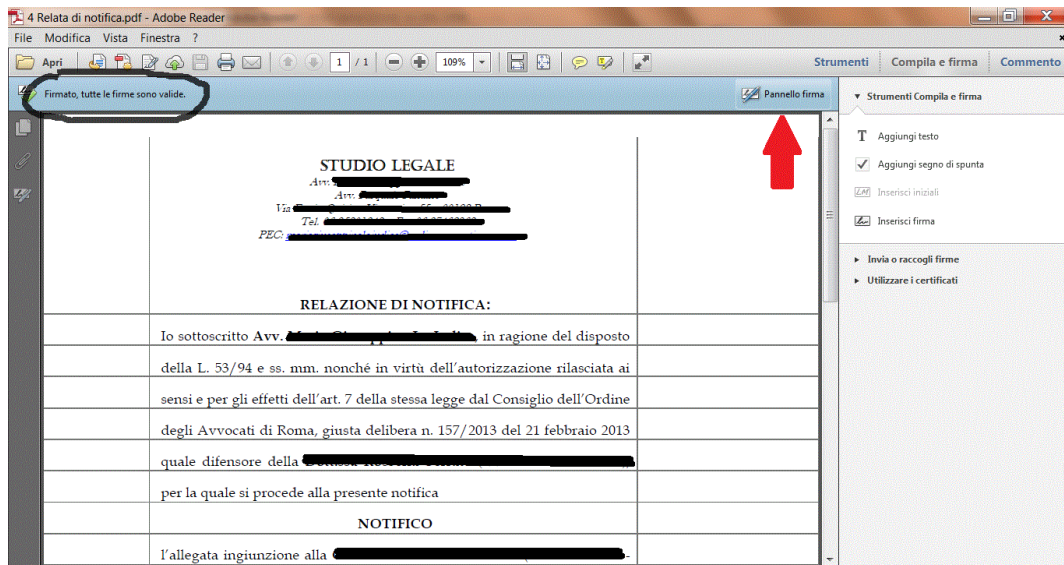 4 Relata di notifica.pdf - Adobe Reader
File Modifica Vista Finestra ?
Apri 1 / 1 109% Strumenti Compila e firma Commento
Firmato, tutte le firme sono valide. Pannello firma
Strumenti Compila e firma
Aggiungi testo
Aggiungi segno di spunta
Inserisci iniziali
Inserisci firma
Invia o raccogli firme
Utilizzare i certificati
STUDIO LEGALE
Avv.
Avv.
Via
Tel.
PEC:
RELAZIONE DI NOTIFICA:
Io sottoscritto Avv. , in ragione del disposto
della L. 53/94 e ss. mm. nonché in virtù dell'autorizzazione rilasciata ai
sensi e per gli effetti dell'art. 7 della stessa legge dal Consiglio dell'Ordine
degli Avvocati di Roma, giusta delibera n. 157/2013 del 21 febbraio 2013
quale difensore della
per la quale si procede alla presente notifica
NOTIFICO
l'allegata ingiunzione alla -